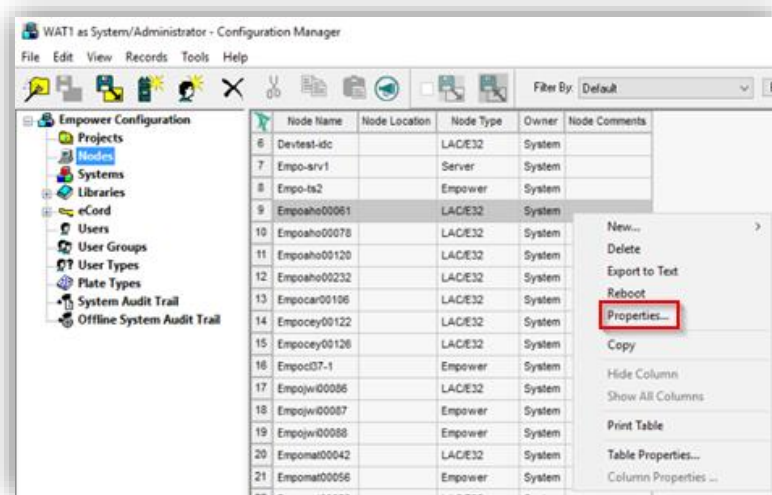 WAT1 as System/Administrator - Configuration Manager
File Edit View Records Tools Help
Filter By: Default
Empower Configuration
Projects
Nodes
Systems
Libraries
eCord
Users
User Groups
User Types
Plate Types
System Audit Trail
Offline System Audit Trail
Node Name Node Location Node Type Owner Node Comments
6 Devtest-idc LAC/E32 System
7 Empo-srv1 Server System
8 Empo-ts2 Empower System
9 Empoaho00061 LAC/E32 System
10 Empoaho00078 LAC/E32 System
11 Empoaho00120 LAC/E32 System
12 Empoaho00232 LAC/E32 System
13 Empocar00106 LAC/E32 System
14 Empocey00122 LAC/E32 System
15 Empocey00126 LAC/E32 System
16 Empocl37-1 Empower System
17 Empojwi00086 LAC/E32 System
18 Empojwi00087 Empower System
19 Empojwi00088 Empower System
20 Empomat00042 LAC/E32 System
21 Empomat00056 Empower System
New...
Delete
Export to Text
Reboot
Properties...
Copy
Hide Column
Show All Columns
Print Table
Table Properties...
Column Properties ...